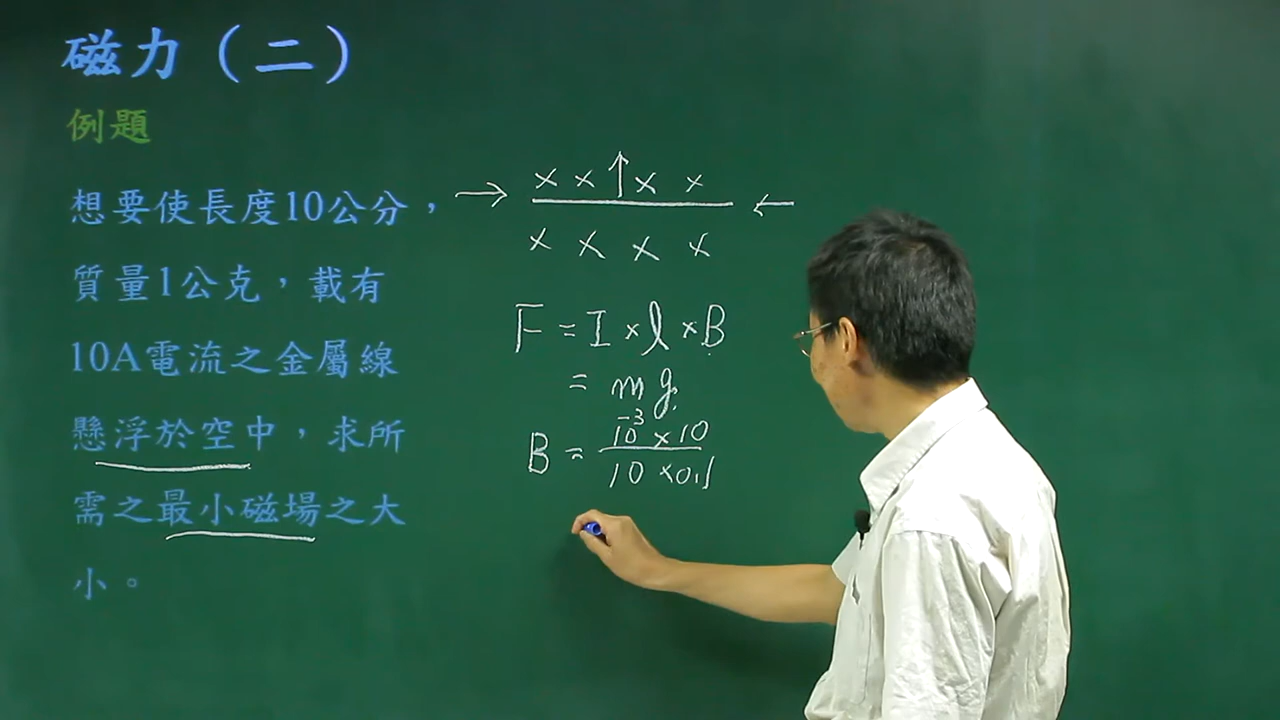 磁力（二）
例題
想要使長度10公分，
質量1公克，載有
10A電流之金屬線
懸浮於空中，求所
需之最小磁場之大
小。
→ × × ↑ × × ←
× × × ×
F = I × l × B
= mg
B = 10⁻³ × 10
10 × 0.1